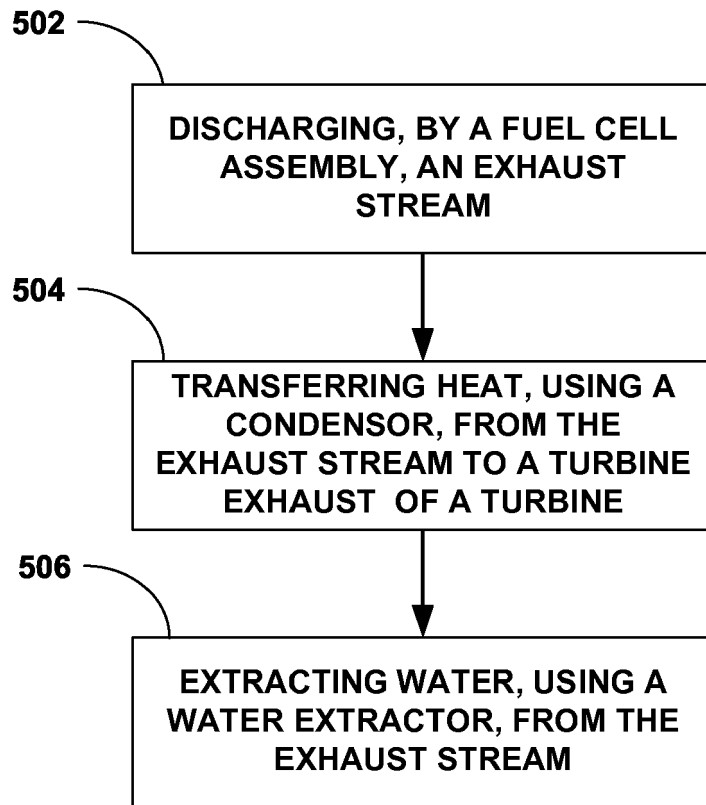 502
DISCHARGING, BY A FUEL CELL
ASSEMBLY, AN EXHAUST
STREAM
504
TRANSFERRING HEAT, USING A
CONDENSOR, FROM THE
EXHAUST STREAM TO A TURBINE
EXHAUST OF A TURBINE
506
EXTRACTING WATER, USING A
WATER EXTRACTOR, FROM THE
EXHAUST STREAM